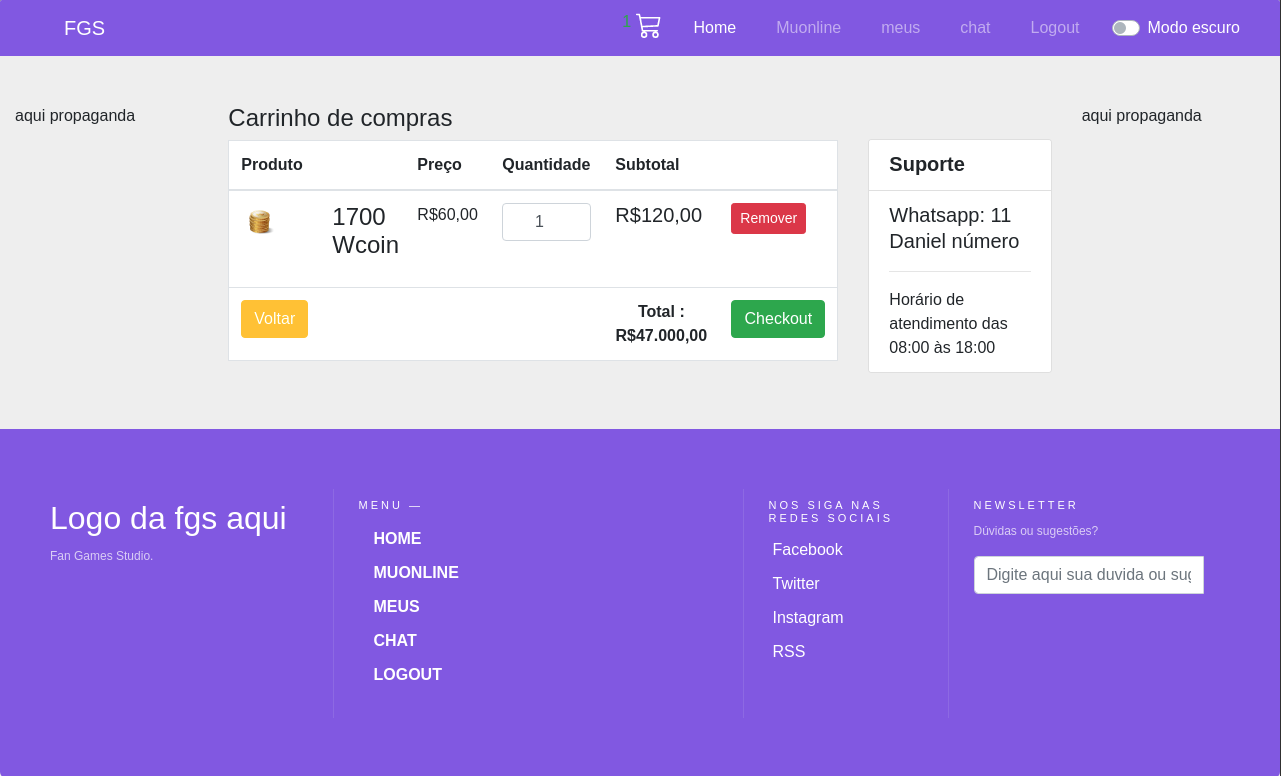 FGS
1
Home
Muonline
meus
chat
Logout
Modo escuro
aqui propaganda
Carrinho de compras
Produto
Preço
Quantidade
Subtotal
1700
Wcoin
R$60,00
1
R$120,00
Remover
Voltar
Total :
R$47.000,00
Checkout
Suporte
Whatsapp: 11
Daniel número
Horário de
atendimento das
08:00 às 18:00
aqui propaganda
Logo da fgs aqui
Fan Games Studio.
MENU —
HOME
MUONLINE
MEUS
CHAT
LOGOUT
NOS SIGA NAS
REDES SOCIAIS
Facebook
Twitter
Instagram
RSS
NEWSLETTER
Dúvidas ou sugestões?
Digite aqui sua duvida ou sug